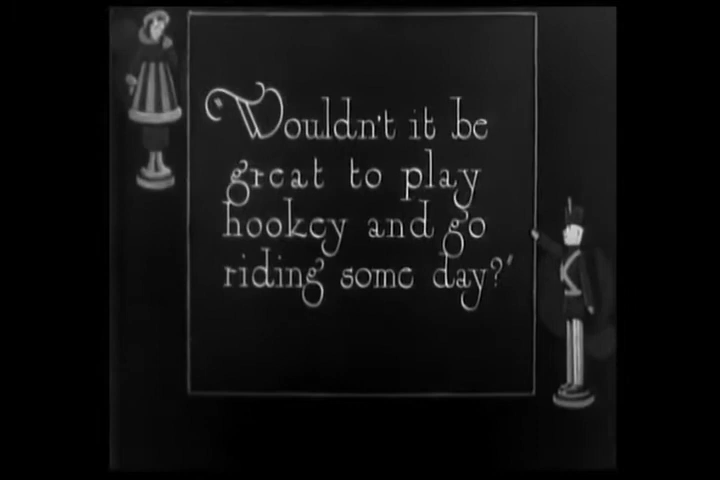 "Wouldn't it be
great to play
hookey and go
riding some day?"